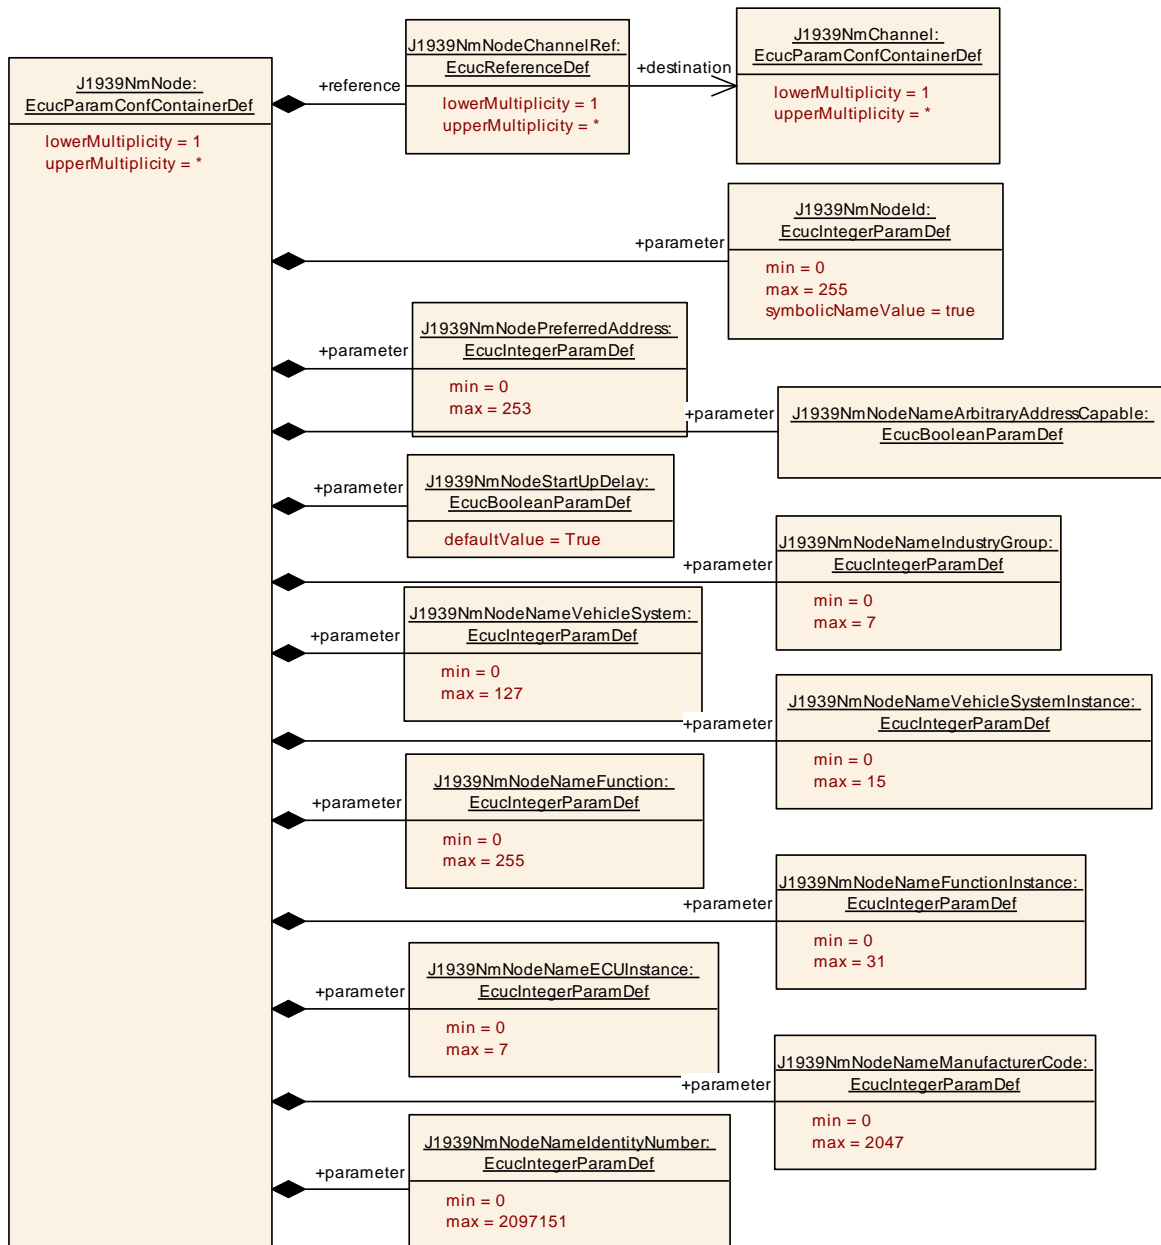 J1939NmNode:
EcucParamConfContainerDef
lowerMultiplicity = 1
upperMultiplicity = *
+reference
J1939NmNodeChannelRef:
EcucReferenceDef
lowerMultiplicity = 1
upperMultiplicity = *
+destination
J1939NmChannel:
EcucParamConfContainerDef
lowerMultiplicity = 1
upperMultiplicity = *
+parameter
J1939NmNodeId:
EcucIntegerParamDef
min = 0
max = 255
symbolicNameValue = true
+parameter
J1939NmNodePreferredAddress:
EcucIntegerParamDef
min = 0
max = 253
+parameter
J1939NmNodeNameArbitraryAddressCapable:
EcucBooleanParamDef
+parameter
J1939NmNodeStartUpDelay:
EcucBooleanParamDef
defaultValue = True
+parameter
J1939NmNodeNameIndustryGroup:
EcucIntegerParamDef
min = 0
max = 7
+parameter
J1939NmNodeNameVehicleSystem:
EcucIntegerParamDef
min = 0
max = 127
+parameter
J1939NmNodeNameVehicleSystemInstance:
EcucIntegerParamDef
min = 0
max = 15
+parameter
J1939NmNodeNameFunction:
EcucIntegerParamDef
min = 0
max = 255
+parameter
J1939NmNodeNameFunctionInstance:
EcucIntegerParamDef
min = 0
max = 31
+parameter
J1939NmNodeNameECUInstance:
EcucIntegerParamDef
min = 0
max = 7
+parameter
J1939NmNodeNameManufacturerCode:
EcucIntegerParamDef
min = 0
max = 2047
+parameter
J1939NmNodeNameIdentityNumber:
EcucIntegerParamDef
min = 0
max = 2097151